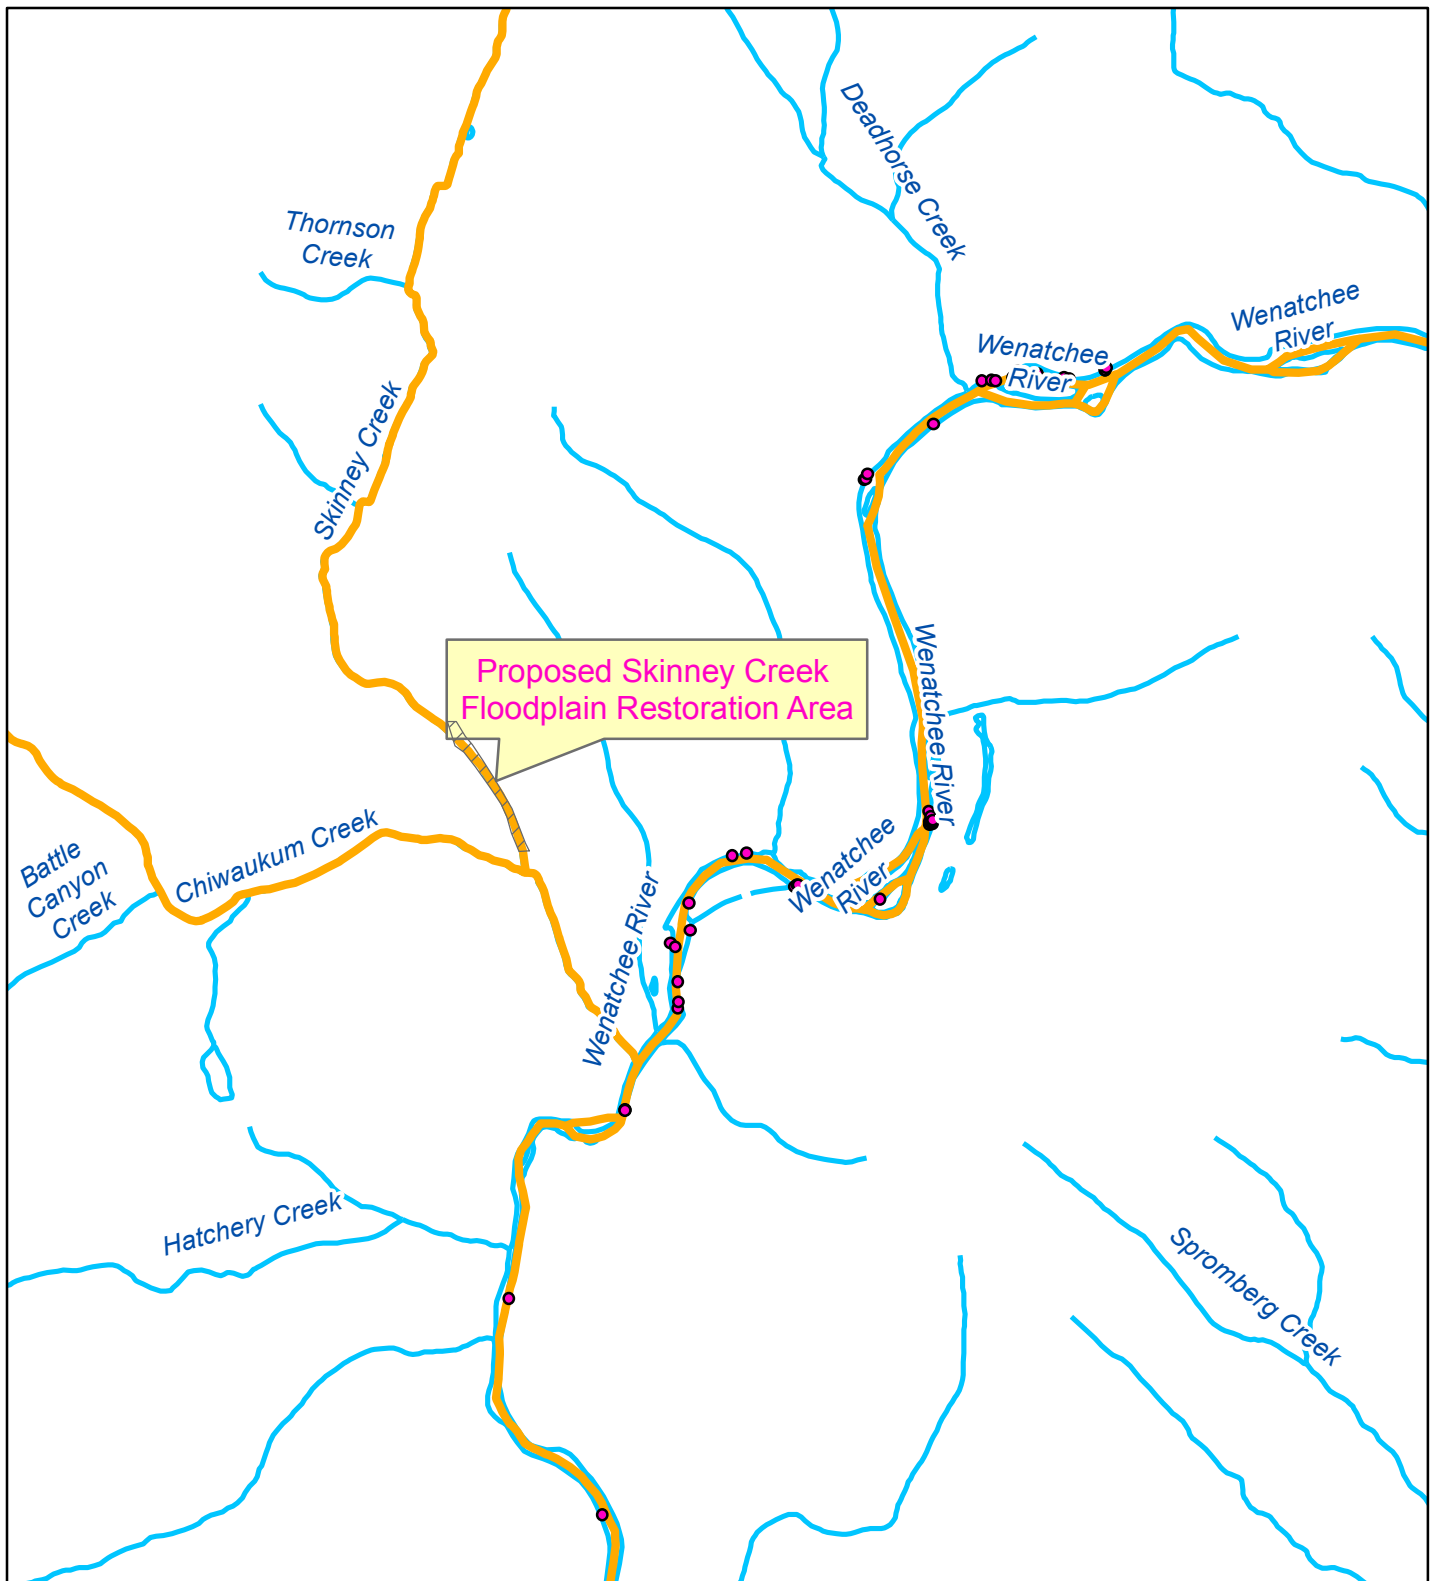 Deadhorse Creek
Thornson
Creek
Wenatchee
River
Wenatchee
River
Skinney Creek
Wenatchee River
Proposed Skinney Creek
Floodplain Restoration Area
Chiwaukum Creek
Battle
Canyon
Creek
Wenatchee
River
Wenatchee River
Hatchery Creek
Spromberg Creek